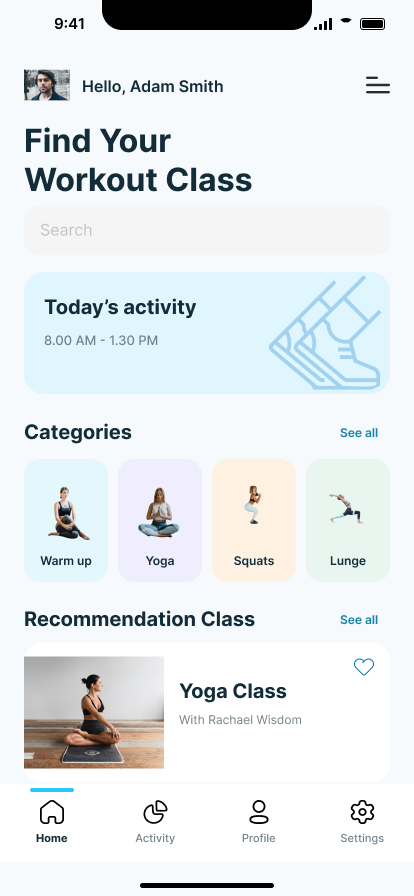 9:41
Hello, Adam Smith
Find Your
Workout Class
Search
Today’s activity
8.00 AM - 1.30 PM
Categories
See all
Warm up
Yoga
Squats
Lunge
Recommendation Class
See all
Yoga Class
With Rachael Wisdom
Home
Activity
Profile
Settings